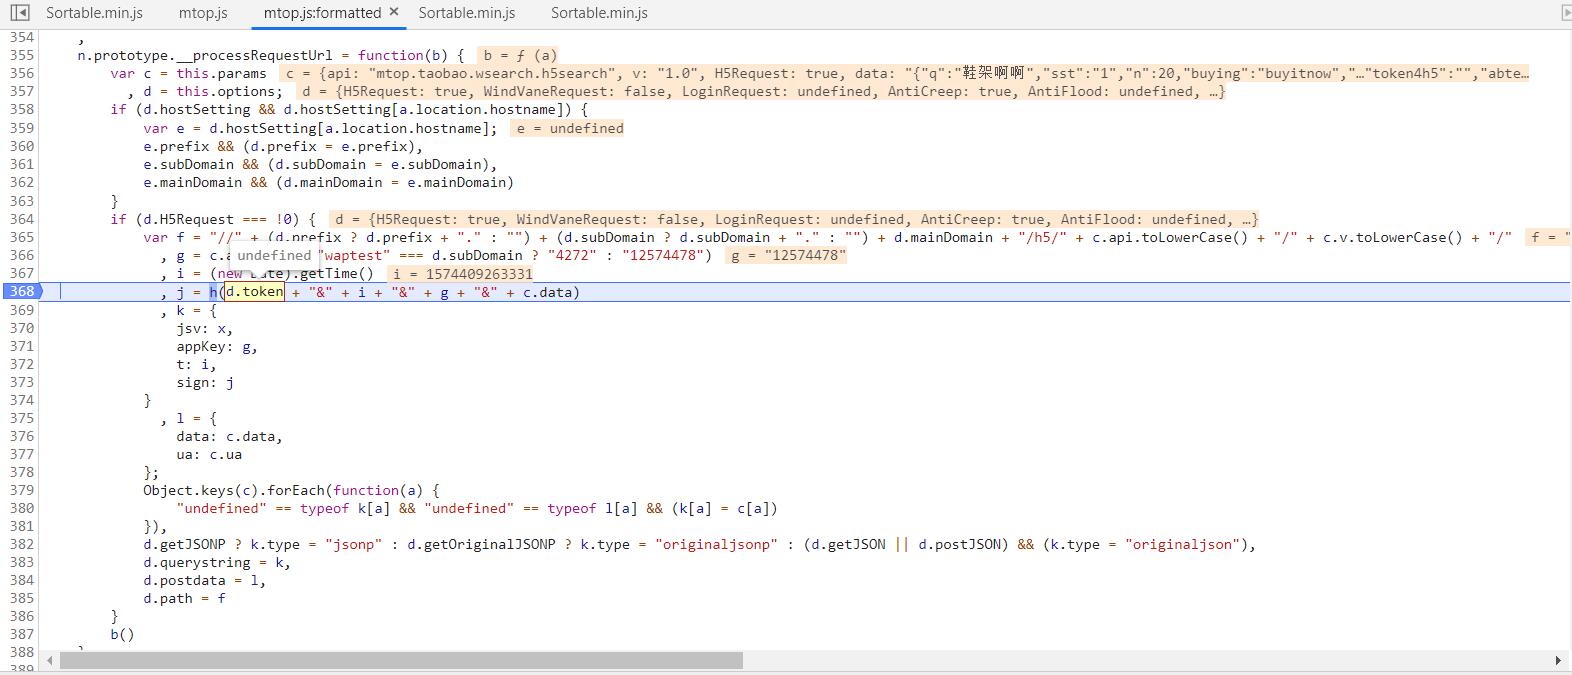 Sortable.min.js mtop.js mtop.js:formatted × Sortable.min.js Sortable.min.js
354 ,
355 n.prototype.__processRequestUrl = function(b) { b = ƒ (a)
356 var c = this.params c = {api: "mtop.taobao.wsearch.h5search", v: "1.0", H5Request: true, data: "{"q":"鞋架啊啊","sst":"1","n":20,"buying":"buyitnow","…"token4h5":"","abte…
357 , d = this.options; d = {H5Request: true, WindVaneRequest: false, LoginRequest: undefined, AntiCreep: true, AntiFlood: undefined, …}
358 if (d.hostSetting && d.hostSetting[a.location.hostname]) {
359 var e = d.hostSetting[a.location.hostname]; e = undefined
360 e.prefix && (d.prefix = e.prefix),
361 e.subDomain && (d.subDomain = e.subDomain),
362 e.mainDomain && (d.mainDomain = e.mainDomain)
363 }
364 if (d.H5Request === !0) { d = {H5Request: true, WindVaneRequest: false, LoginRequest: undefined, AntiCreep: true, AntiFlood: undefined, …}
365 var f = "//" + (d.prefix ? d.prefix + "." : "") + (d.subDomain ? d.subDomain + "." : "") + d.mainDomain + "/h5/" + c.api.toLowerCase() + "/" + c.v.toLowerCase() + "/" f = "
366 , g = c.a undefined "waptest" === d.subDomain ? "4272" : "12574478") g = "12574478"
367 , i = (new Date).getTime() i = 1574409263331
368 , j = h(d.token + "&" + i + "&" + g + "&" + c.data)
369 , k = {
370 jsv: x,
371 appKey: g,
372 t: i,
373 sign: j
374 }
375 , l = {
376 data: c.data,
377 ua: c.ua
378 };
379 Object.keys(c).forEach(function(a) {
380 "undefined" == typeof k[a] && "undefined" == typeof l[a] && (k[a] = c[a])
381 }),
382 d.getJSONP ? k.type = "jsonp" : d.getOriginalJSONP ? k.type = "originaljsonp" : (d.getJSON || d.postJSON) && (k.type = "originaljson"),
383 d.querystring = k,
384 d.postdata = l,
385 d.path = f
386 }
387 b()
388
389